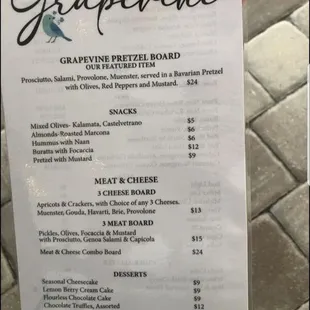 Grapevine
GRAPEVINE PRETZEL BOARD
OUR FEATURED ITEM
Prosciutto, Salami, Provolone, Muenster, served in a Bavarian Pretzel
with Olives, Red Peppers and Mustard. $24
SNACKS
Mixed Olives- Kalamata, Castelvetrano $5
Almonds-Roasted Marcona $6
Hummus with Naan $6
Buratta with Focaccia $12
Pretzel with Mustard $9
MEAT & CHEESE
3 CHEESE BOARD
Apricots & Crackers, with Choice of any 3 Cheeses.
Muenster, Gouda, Havarti, Brie, Provolone $13
3 MEAT BOARD
Pickles, Olives, Focaccia & Mustard
with Prosciutto, Genoa Salami & Capicola $15
Meat & Cheese Combo Board $24
DESSERTS
Seasonal Cheesecake $9
Lemon Berry Cream Cake $9
Flourless Chocolate Cake $9
Chocolate Truffles, Assorted $12